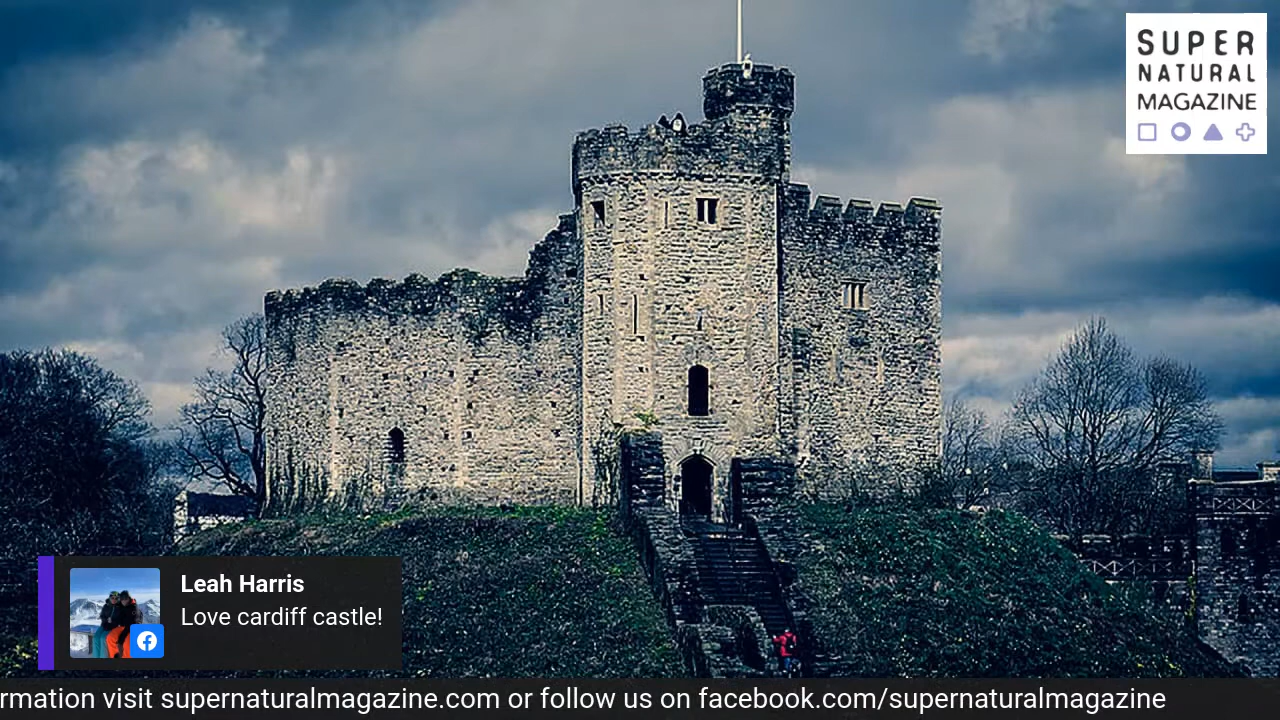 SUPER
NATURAL
MAGAZINE
Leah Harris
Love cardiff castle!
rmation visit supernaturalmagazine.com or follow us on facebook.com/supernaturalmagazine